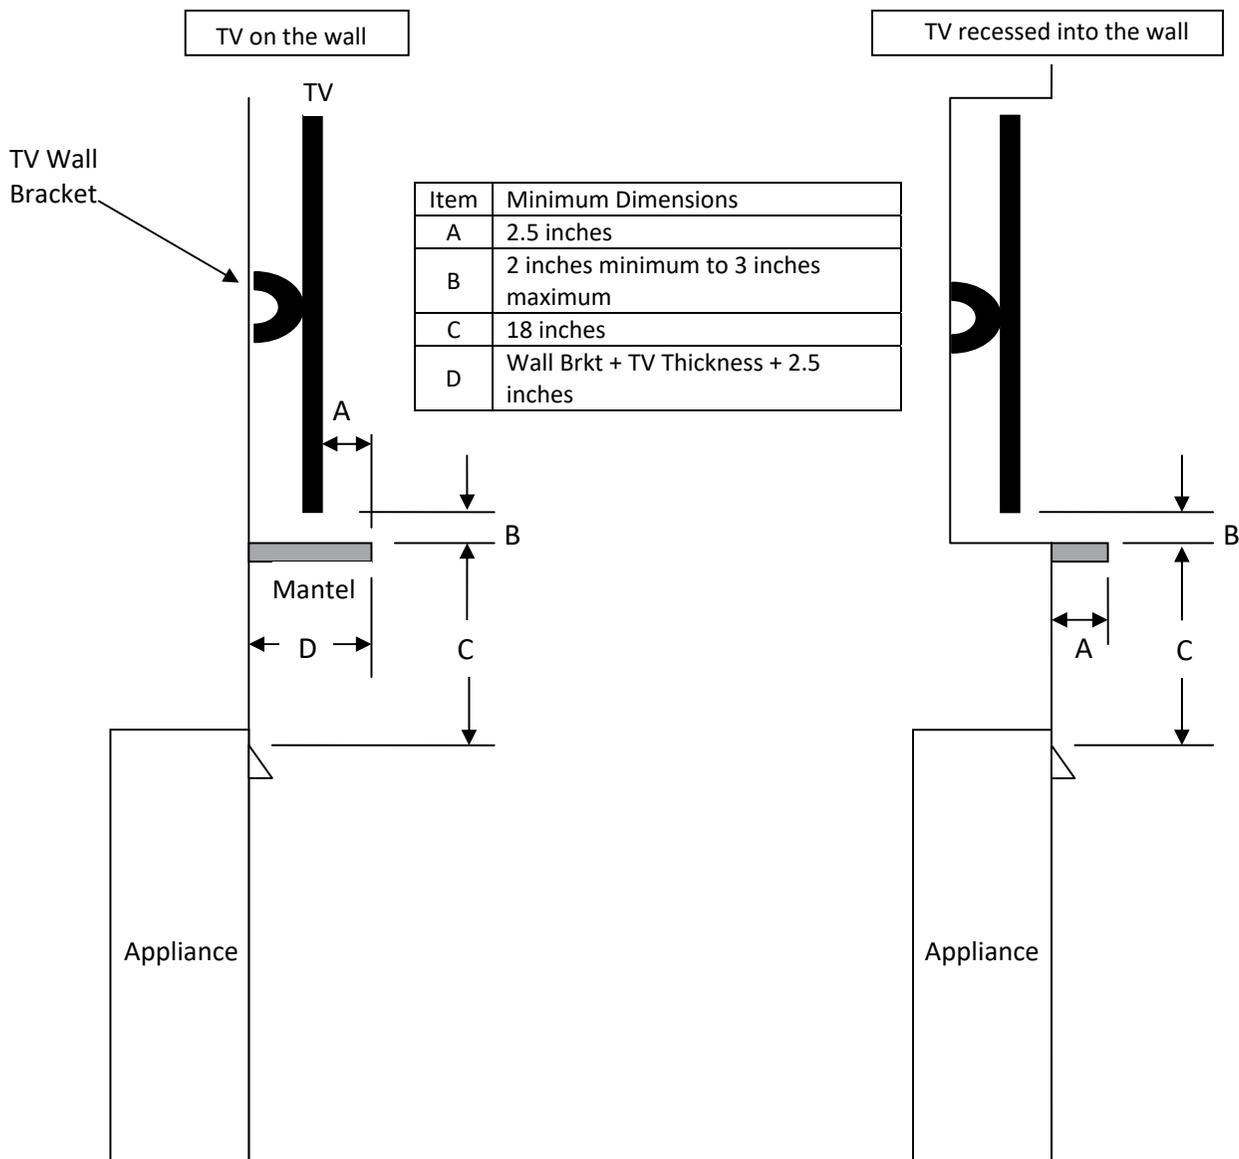 TV on the wall
TV recessed into the wall
TV
TV Wall
Bracket
Item Minimum Dimensions
A 2.5 inches
B 2 inches minimum to 3 inches
maximum
C 18 inches
D Wall Brkt + TV Thickness + 2.5
inches
A
B
Mantel
D
C
Appliance
B
A
C
Appliance